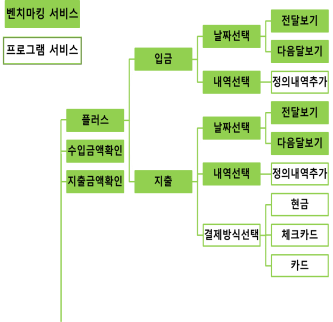 벤치마킹 서비스
프로그램 서비스
플러스
수입금액확인
지출금액확인
입금
날짜선택
전달보기
다음달보기
내역선택
정의내역추가
지출
날짜선택
전달보기
다음달보기
내역선택
정의내역추가
결제방식선택
현금
체크카드
카드